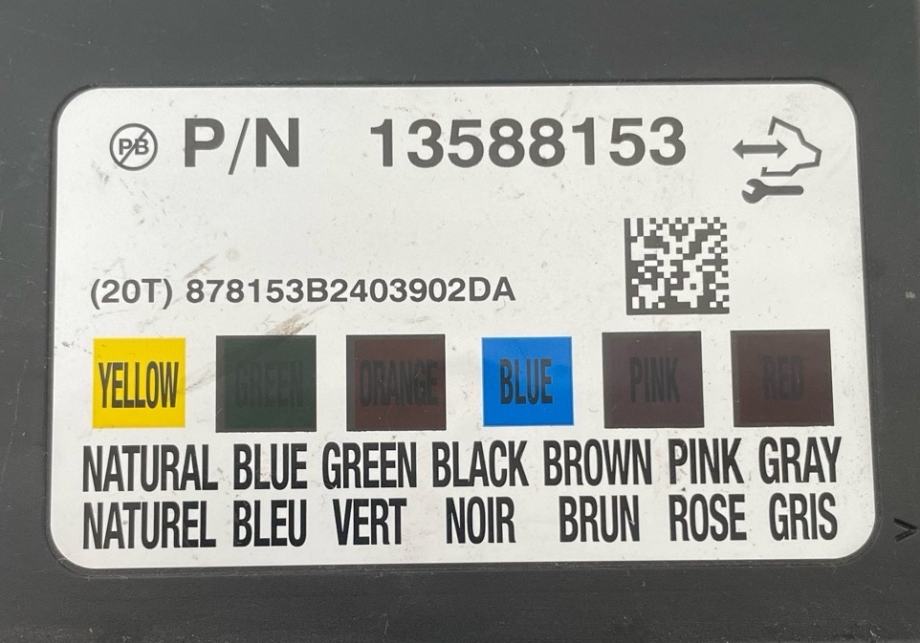 PB P/N 13588153
(20T) 878153B2403902DA
YELLOW GREEN ORANGE BLUE PINK RED
NATURAL BLUE GREEN BLACK BROWN PINK GRAY
NATUREL BLEU VERT NOIR BRUN ROSE GRIS